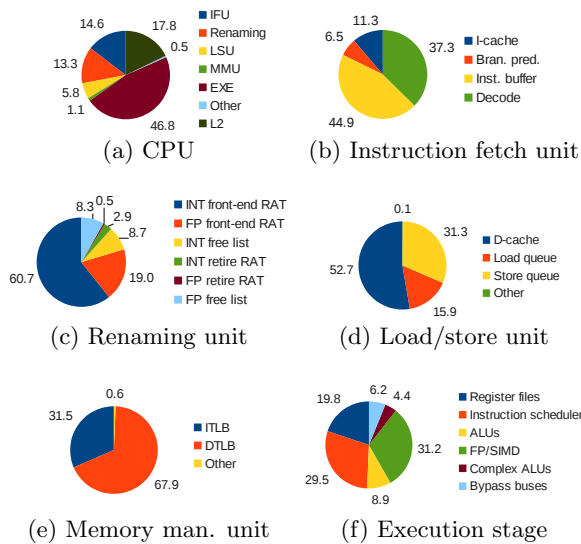 14.6
17.8
0.5
13.3
5.8
1.1
46.8
IFU
Renaming
LSU
MMU
EXE
Other
L2
(a) CPU
11.3
6.5
37.3
44.9
I-cache
Bran. pred.
Inst. buffer
Decode
(b) Instruction fetch unit
8.3
0.5
2.9
8.7
60.7
19.0
INT front-end RAT
FP front-end RAT
INT free list
INT retire RAT
FP retire RAT
FP free list
(c) Renaming unit
0.1
31.3
52.7
15.9
D-cache
Load queue
Store queue
Other
(d) Load/store unit
0.6
31.5
67.9
ITLB
DTLB
Other
(e) Memory man. unit
6.2
4.4
19.8
31.2
29.5
8.9
Register files
Instruction scheduler
ALUs
FP/SIMD
Complex ALUs
Bypass buses
(f) Execution stage